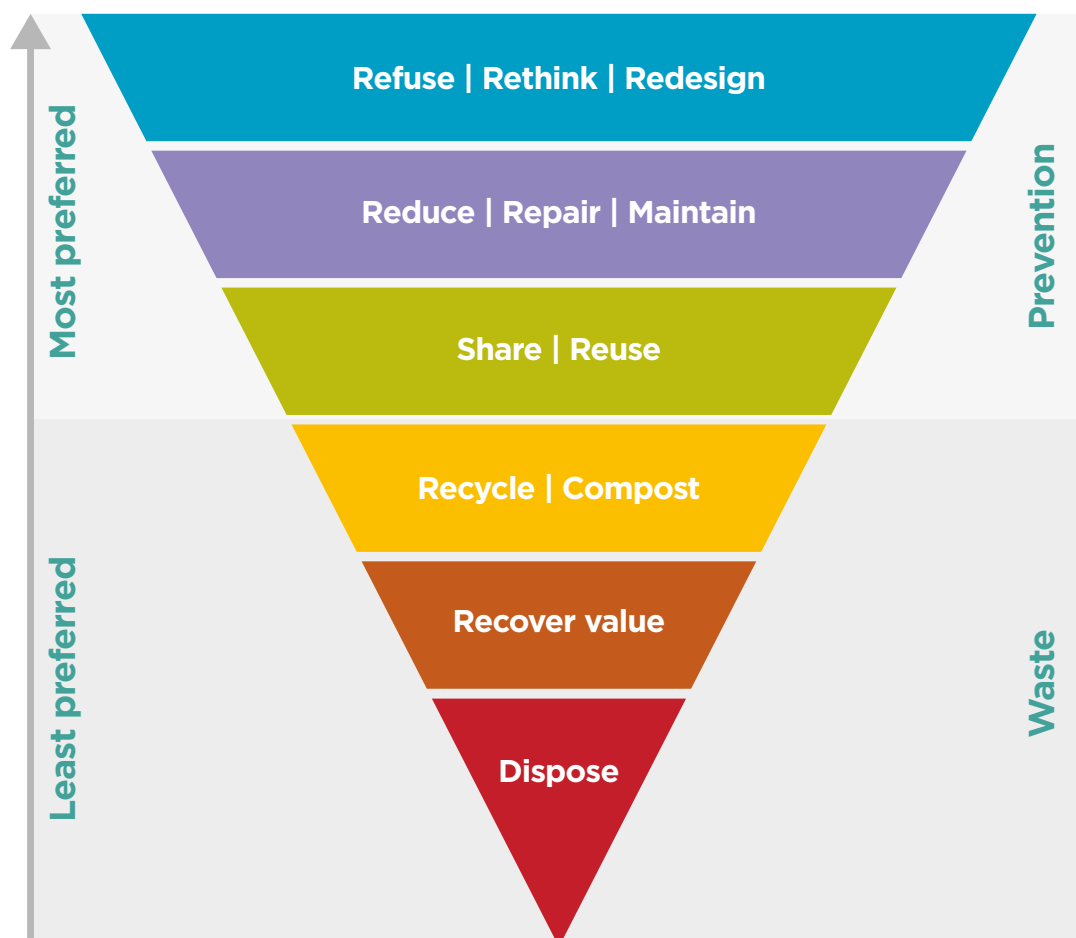 Most preferred
Refuse | Rethink | Redesign
Reduce | Repair | Maintain
Share | Reuse
Prevention
Least preferred
Recycle | Compost
Recover value
Dispose
Waste